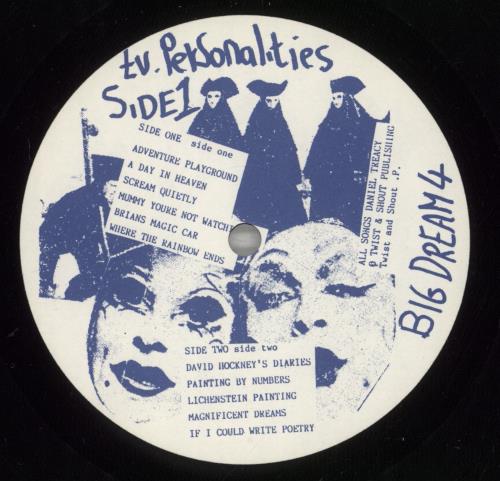 t.v. Personalities
SIDE 1
SIDE ONE side one
ADVENTURE PLAYGROUND
A DAY IN HEAVEN
SCREAM QUIETLY
MUMMY YOURE NOT WATCHI
BRIANS MAGIC CAR
WHERE THE RAINBOW ENDS
ALL SONGS DANIEL TREACY
P TWIST & SHOUT PUBLISHING
Twist and Shout .P.
BIG DREAM 4
SIDE TWO side two
DAVID HOCKNEY'S DIARIES
PAINTING BY NUMBERS
LICHENSTEIN PAINTING
MAGNIFICENT DREAMS
IF I COULD WRITE POETRY